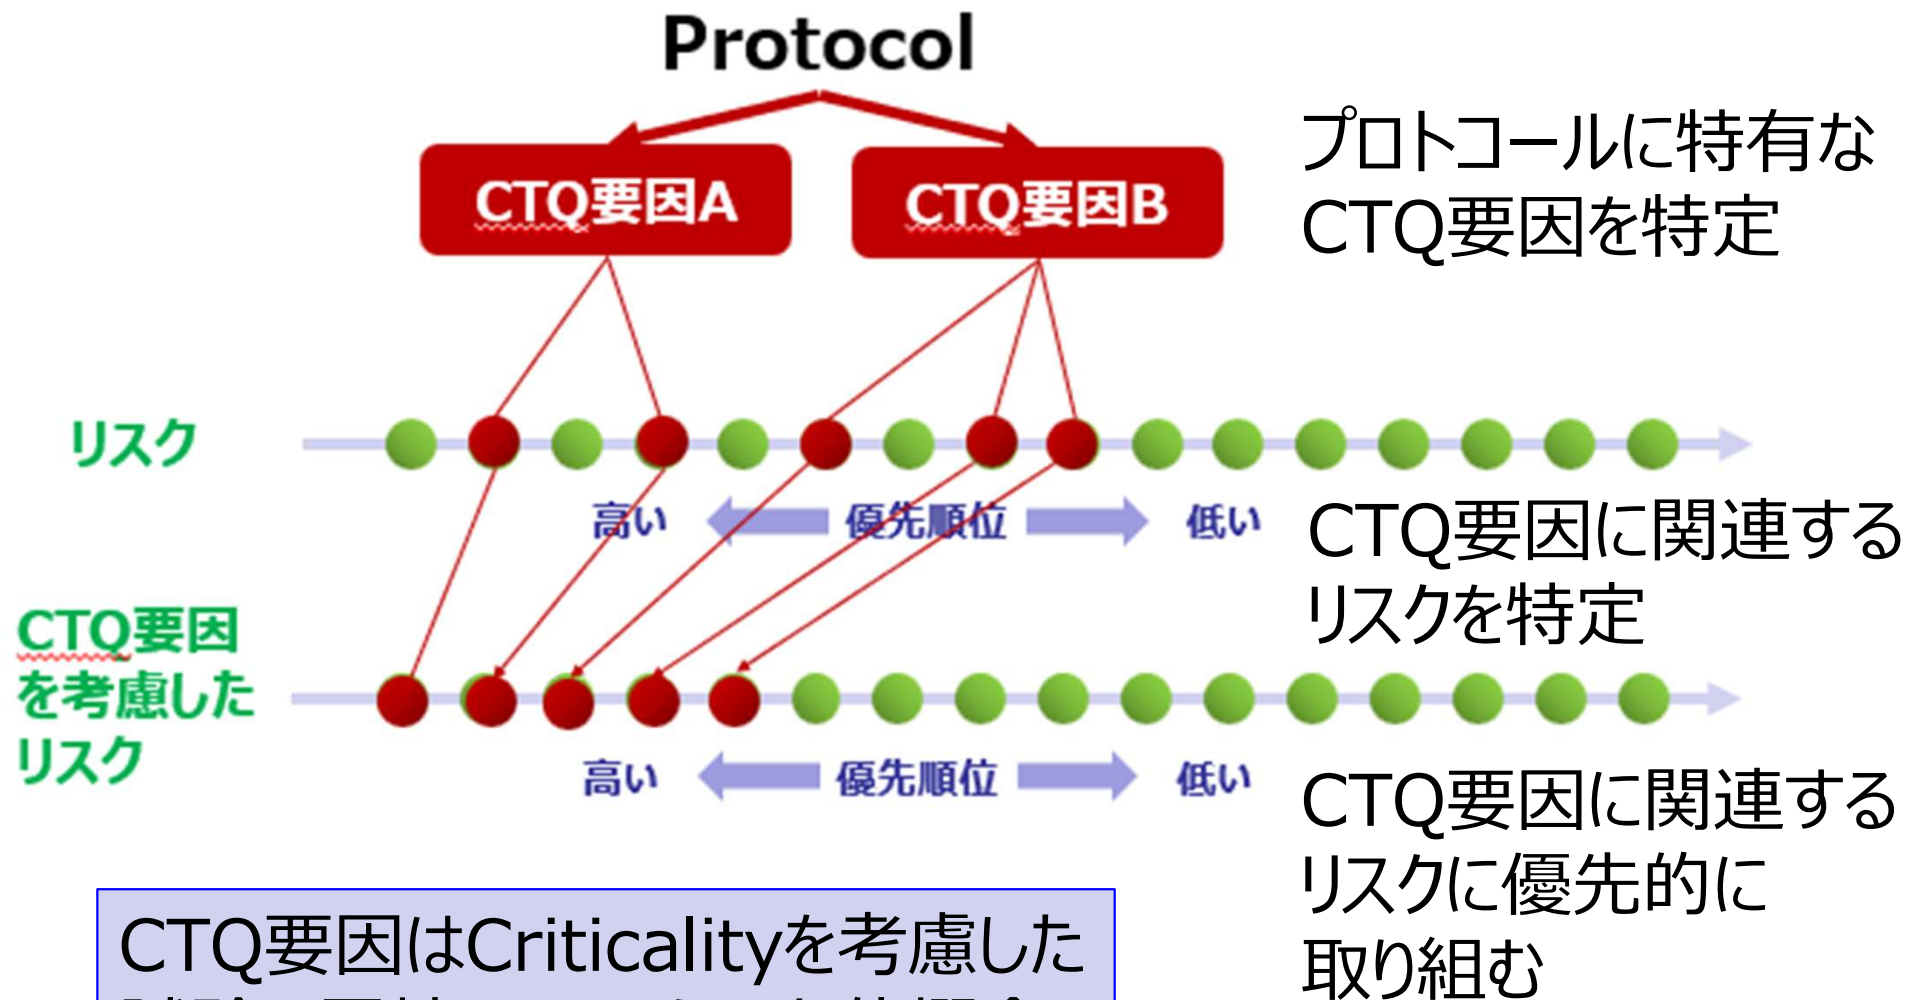 Protocol
CTQ要因A
CTQ要因B
プロトコールに特有な
CTQ要因を特定
リスク
高い
優先順位
低い
CTQ要因に関連する
リスクを特定
CTQ要因
を考慮した
リスク
高い
優先順位
低い
CTQ要因に関連する
リスクに優先的に
取り組む
CTQ要因はCriticalityを考慮した